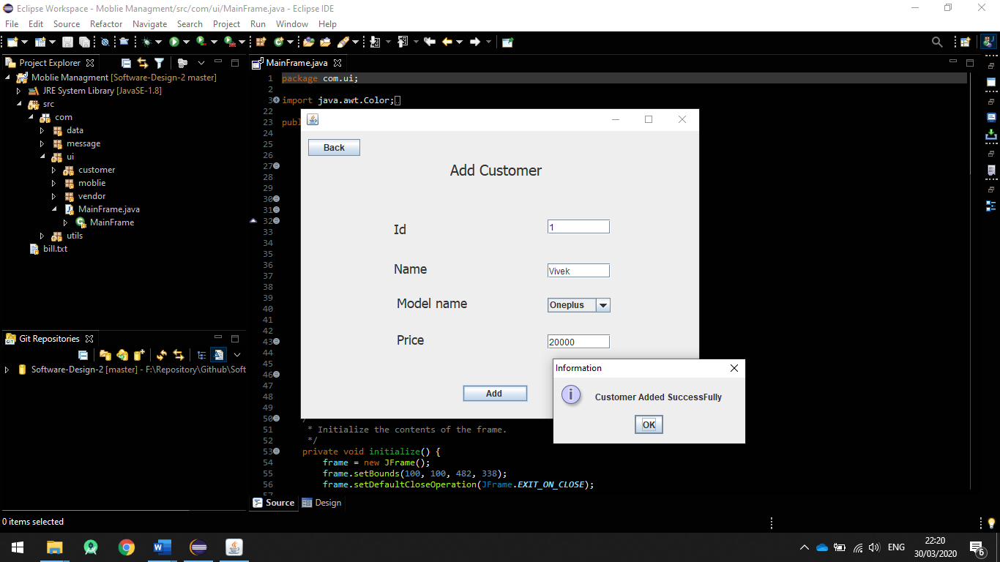 Eclipse Workspace - Moblie Managment/src/com/ui/MainFrame.java - Eclipse IDE
File Edit Source Refactor Navigate Search Project Run Window Help
Project Explorer
Moblie Managment [Software-Design-2 master]
JRE System Library [JavaSE-1.8]
src
com
data
message
ui
customer
moblie
vendor
MainFrame.java
MainFrame
utils
bill.txt
Git Repositories
GIT
Software-Design-2 [master] - F:\Repository\Github\Soft
0 items selected
MainFrame.java
1 package com.ui;
2
3 import java.awt.Color;
22
23 publ
24
25
26
27
28
29
30
31
32
33
34
35
36
37
38
39
40
41
42
43
44
45
46
47
48
49
50 /
51 * Initialize the contents of the frame.
52 */
53 private void initialize() {
54 frame = new JFrame();
55 frame.setBounds(100, 100, 482, 338);
56 frame.setDefaultCloseOperation(JFrame.EXIT_ON_CLOSE);
57
Source Design
Back
Add Customer
Id 1
Name Vivek
Model name Oneplus
Price 20000
Add
Information
i Customer Added SuccessFully
OK
W
ENG
22:20
30/03/2020
6